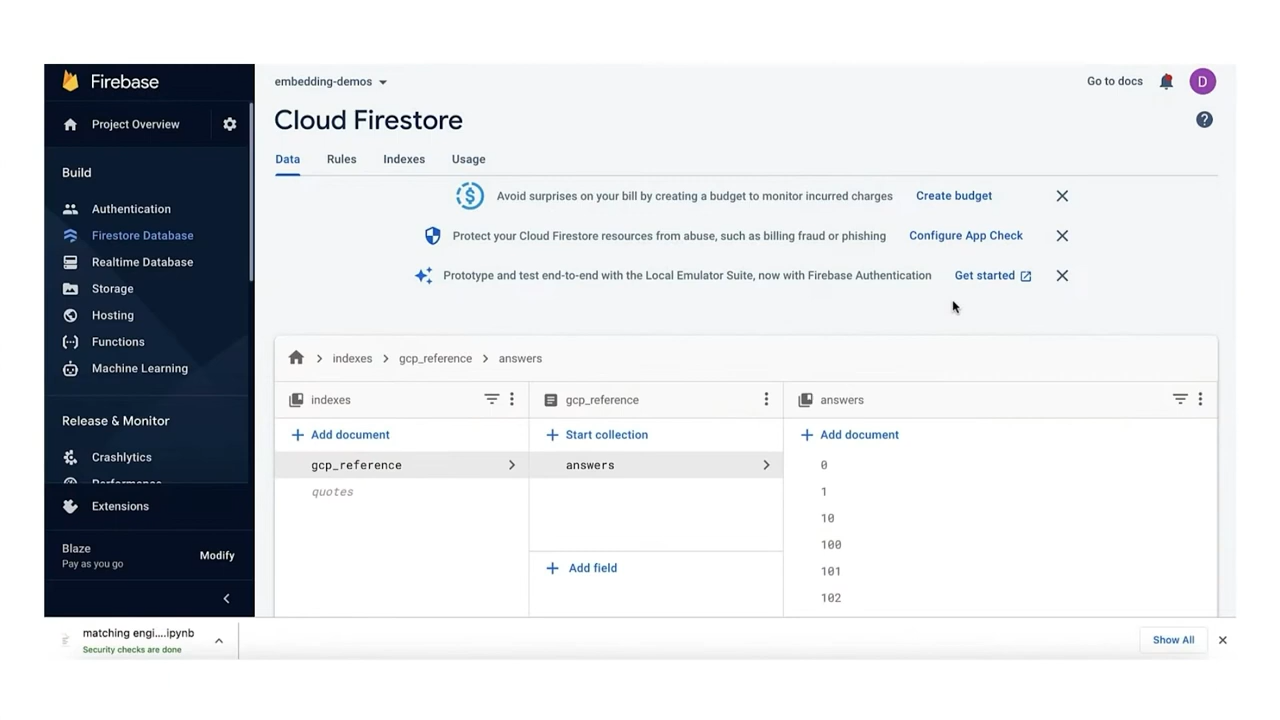 Firebase
Project Overview
Build
Authentication
Firestore Database
Realtime Database
Storage
Hosting
Functions
Machine Learning
Release & Monitor
Crashlytics
Performance
Extensions
Blaze
Pay as you go
Modify
embedding-demos
Go to docs
D
Cloud Firestore
Data Rules Indexes Usage
Avoid surprises on your bill by creating a budget to monitor incurred charges Create budget
Protect your Cloud Firestore resources from abuse, such as billing fraud or phishing Configure App Check
Prototype and test end-to-end with the Local Emulator Suite, now with Firebase Authentication Get started
indexes > gcp_reference > answers
indexes
+ Add document
gcp_reference
quotes
gcp_reference
+ Start collection
answers
+ Add field
answers
+ Add document
0
1
10
100
101
102
matching engi....ipynb
Security checks are done
Show All